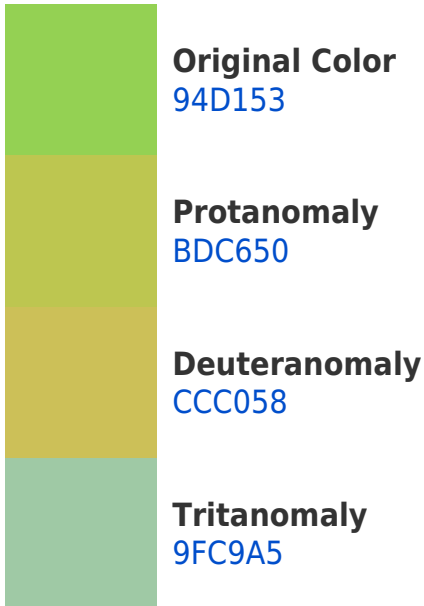 Original Color
94D153
Protanomaly
BDC650
Deuteranomaly
CCC058
Tritanomaly
9FC9A5